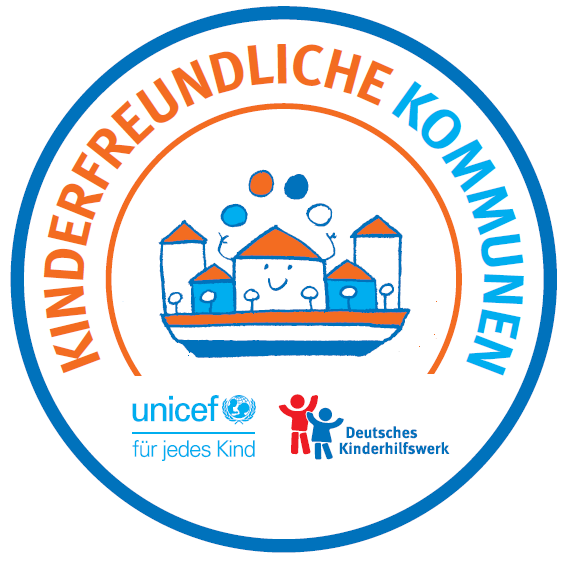 KINDERFREUNDLICHE KOMMUNEN
unicef
für jedes Kind
Deutsches
Kinderhilfswerk